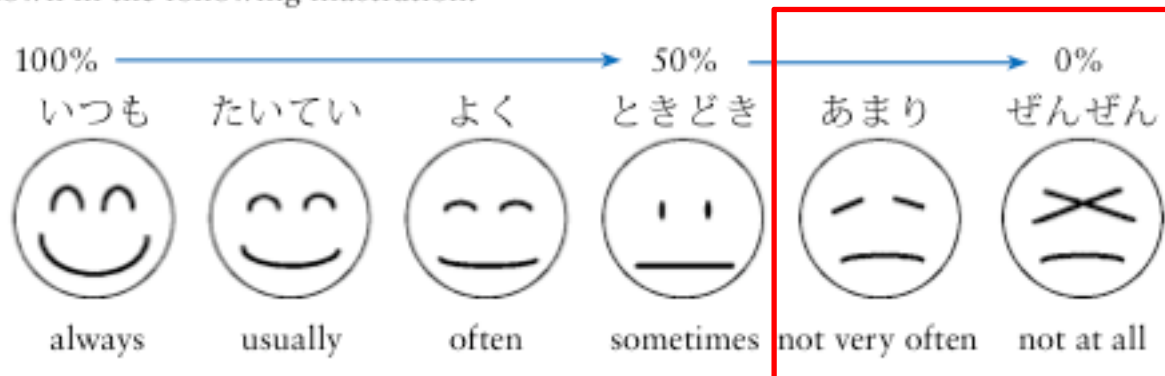 100% 50% 0%
いつも たいてい よく ときどき あまり ぜんぜん
always usually often sometimes not very often not at all